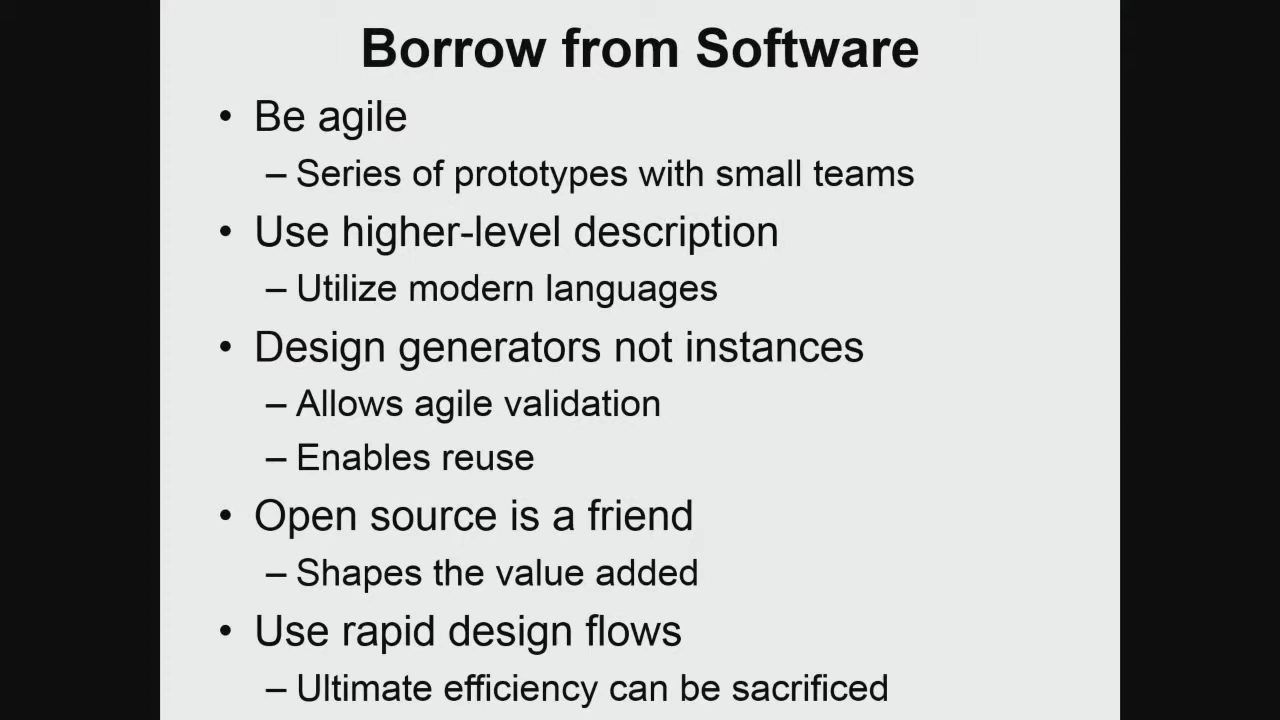 Borrow from Software
• Be agile
– Series of prototypes with small teams
• Use higher-level description
– Utilize modern languages
• Design generators not instances
– Allows agile validation
– Enables reuse
• Open source is a friend
– Shapes the value added
• Use rapid design flows
– Ultimate efficiency can be sacrificed